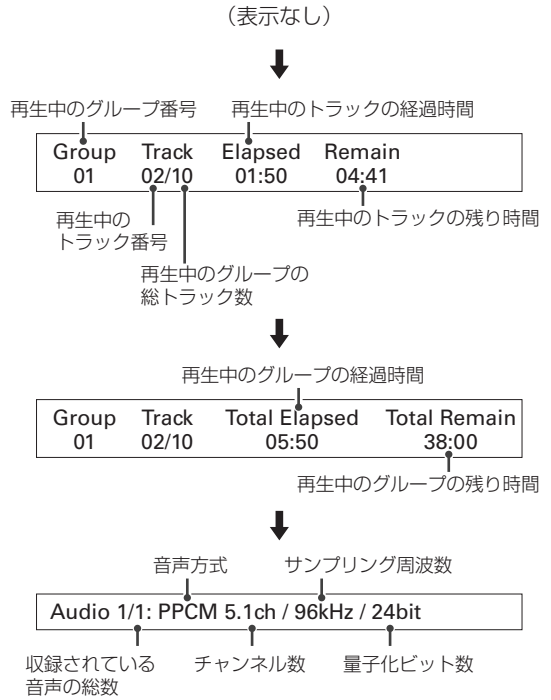 （表示なし）
再生中のグループ番号 再生中のトラックの経過時間
Group Track Elapsed Remain
01 02/10 01:50 04:41
再生中の
トラック番号
再生中のトラックの残り時間
再生中のグループの
総トラック数
再生中のグループの経過時間
Group Track Total Elapsed Total Remain
01 02/10 05:50 38:00
再生中のグループの残り時間
音声方式 サンプリング周波数
Audio 1/1: PPCM 5.1ch / 96kHz / 24bit
収録されている
音声の総数
チャンネル数 量子化ビット数